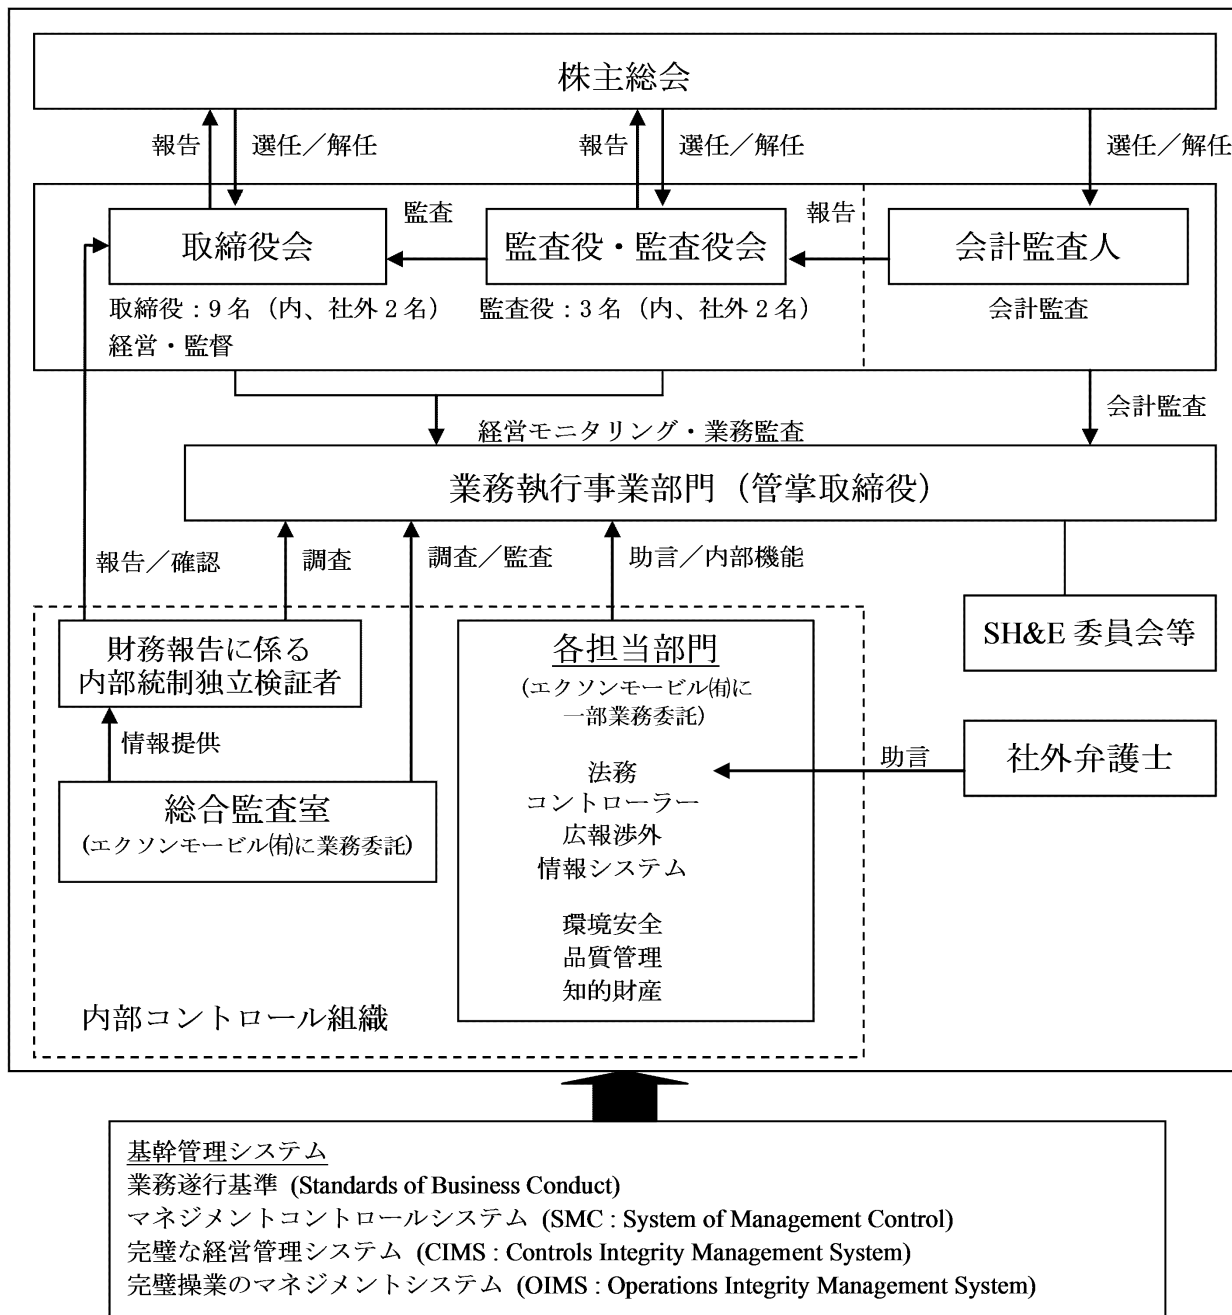 株主総会
報告
選任／解任
報告
選任／解任
選任／解任
取締役会
監査
監査役・監査役会
報告
会計監査人
取締役：9名（内、社外2名）
経営・監督
監査役：3名（内、社外2名）
会計監査
経営モニタリング・業務監査
会計監査
業務執行事業部門（管掌取締役）
報告／確認
調査
調査／監査
助言／内部機能
財務報告に係る
内部統制独立検証者
情報提供
総合監査室
(エクソンモービル㈲に業務委託)
各担当部門
(エクソンモービル㈲に
一部業務委託)
法務
コントローラー
広報渉外
情報システム
環境安全
品質管理
知的財産
SH&E 委員会等
助言
社外弁護士
内部コントロール組織
基幹管理システム
業務遂行基準 (Standards of Business Conduct)
マネジメントコントロールシステム (SMC : System of Management Control)
完璧な経営管理システム (CIMS : Controls Integrity Management System)
完璧操業のマネジメントシステム (OIMS : Operations Integrity Management System)